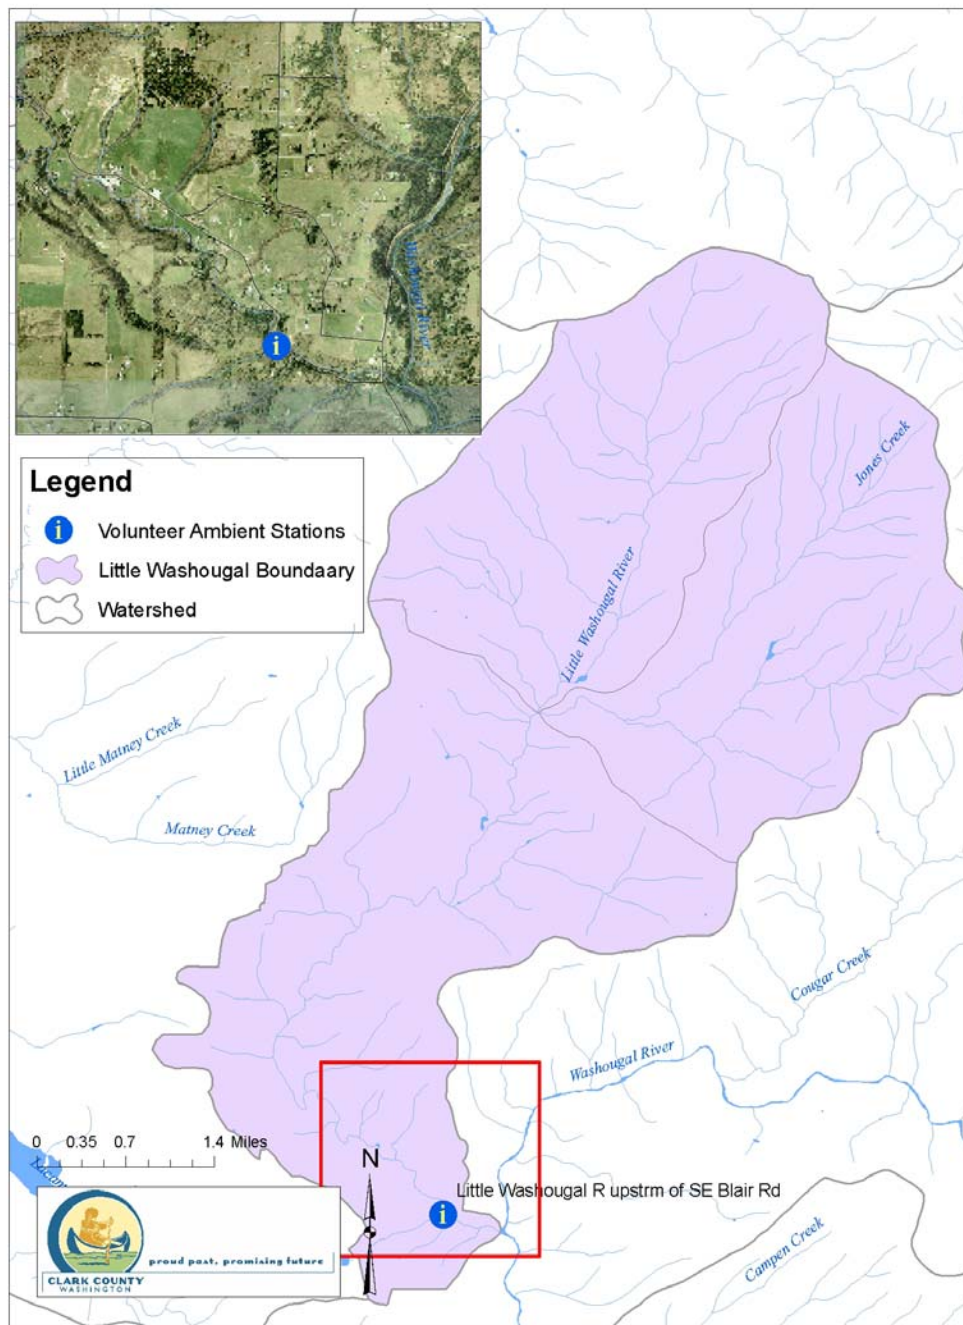 Washougal River
Legend
i
Volunteer Ambient Stations
Little Washougal Boundaary
Watershed
Jones Creek
Little Washougal River
Little Matney Creek
Matney Creek
Cougar Creek
Washougal River
0 0.35 0.7 1.4 Miles
N
Little Washougal R upstrm of SE Blair Rd
i
Campen Creek
proud past, promising future
CLARK COUNTY
WASHINGTON